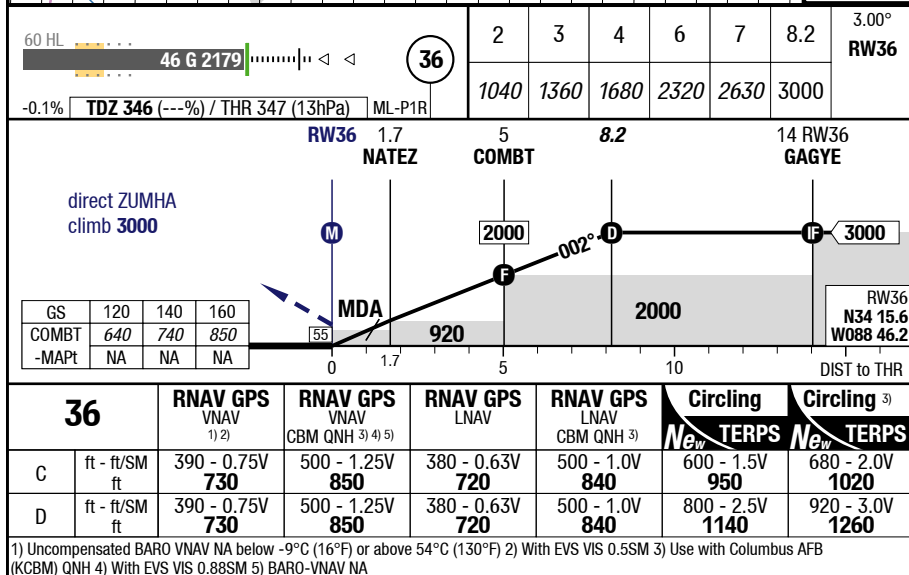 60 HL
46 G 2179
36
-0.1% TDZ 346 (---%) / THR 347 (13hPa) ML-P1R
2 3 4 6 7 8.2 3.00° RW36
1040 1360 1680 2320 2630 3000
RW36 1.7 NATEZ 5 COMBT 8.2 14 RW36 GAGYE
direct ZUMHA
climb 3000
M 2000 002° D IF 3000
F
MDA
55 920 2000
RW36
N34 15.6
W088 46.2
GS 120 140 160
COMBT 640 740 850
-MAPt NA NA NA
0 1.7 5 10 DIST to THR
36
RNAV GPS VNAV 1) 2)
RNAV GPS VNAV CBM QNH 3) 4) 5)
RNAV GPS LNAV
RNAV GPS LNAV CBM QNH 3)
Circling New TERPS
Circling 3) New TERPS
C ft - ft/SM 390 - 0.75V 500 - 1.25V 380 - 0.63V 500 - 1.0V 600 - 1.5V 680 - 2.0V
ft 730 850 720 840 950 1020
D ft - ft/SM 390 - 0.75V 500 - 1.25V 380 - 0.63V 500 - 1.0V 800 - 2.5V 920 - 3.0V
ft 730 850 720 840 1140 1260
1) Uncompensated BARO VNAV NA below -9°C (16°F) or above 54°C (130°F) 2) With EVS VIS 0.5SM 3) Use with Columbus AFB
(KCBM) QNH 4) With EVS VIS 0.88SM 5) BARO-VNAV NA